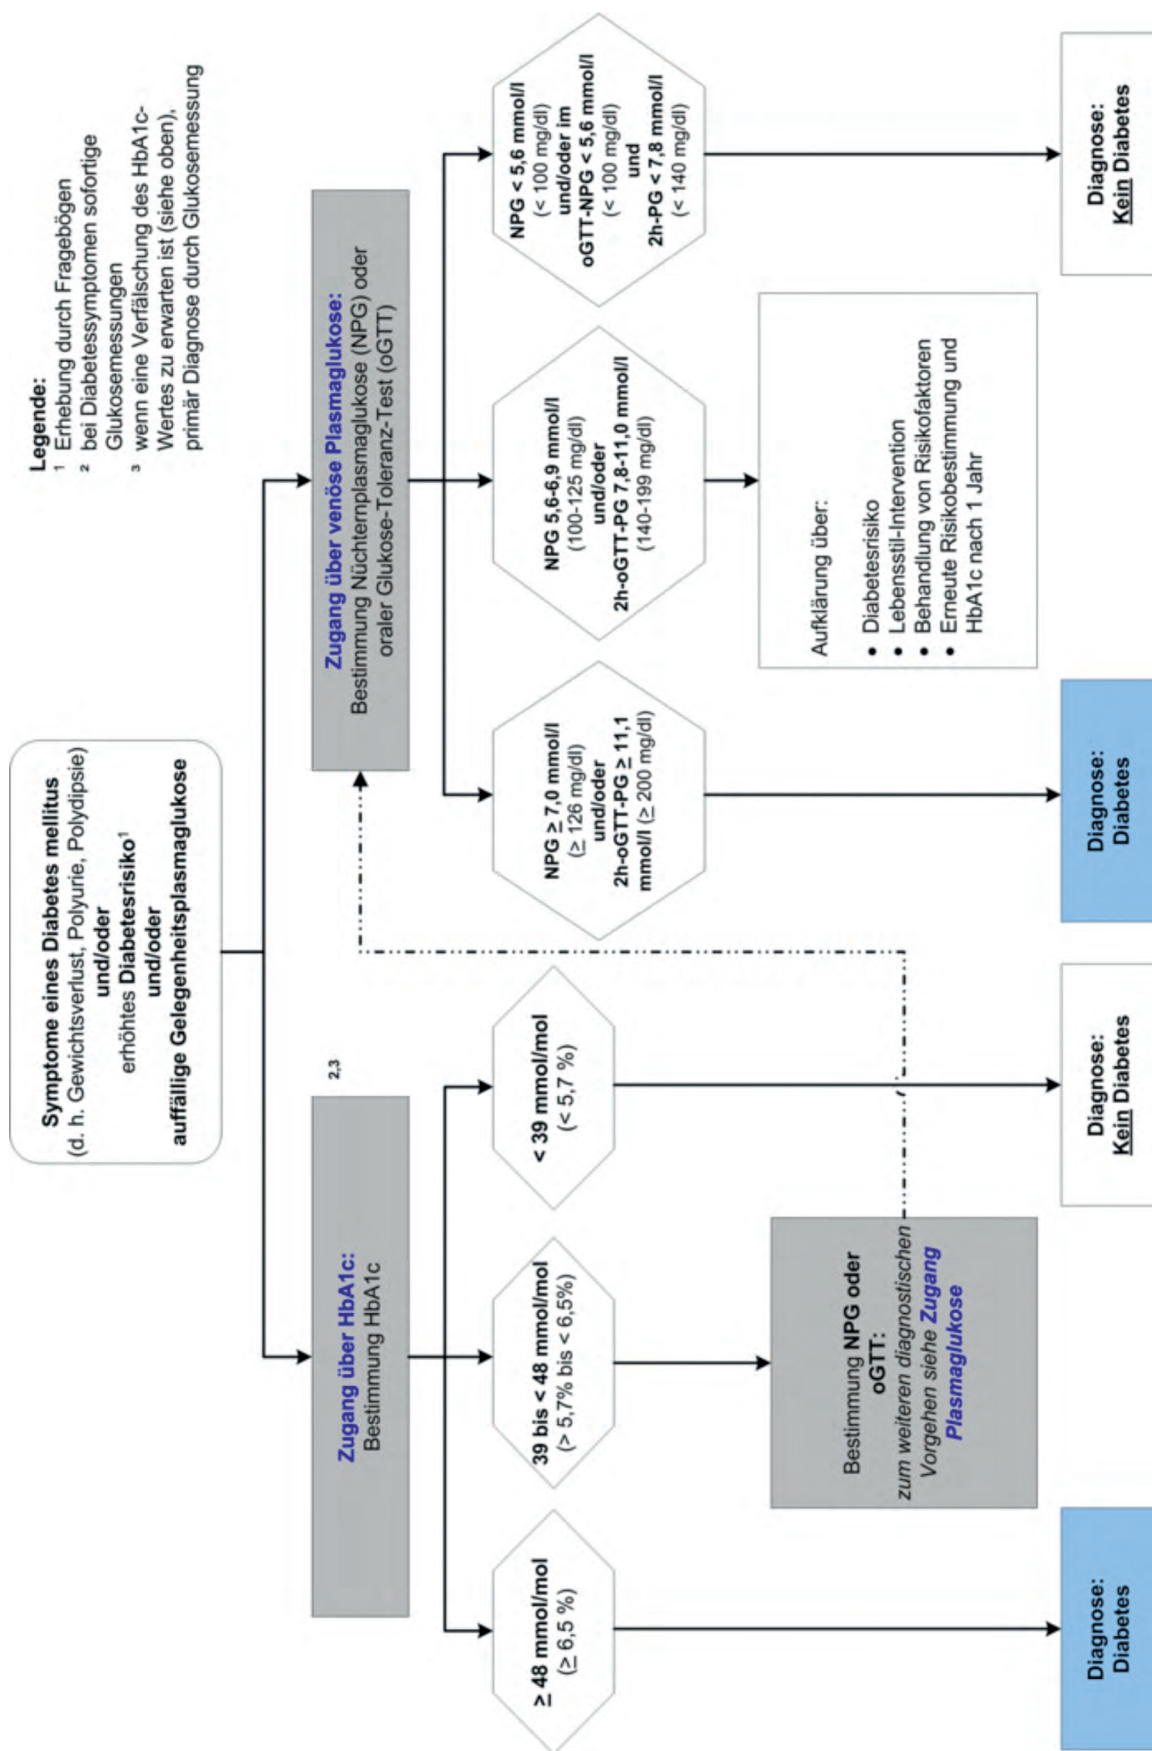 Symptome eines Diabetes mellitus
(d. h. Gewichtsverlust, Polyurie, Polydipsie)
und/oder
erhöhtes Diabetesrisiko¹
und/oder
auffällige Gelegenheitsplasmaglukose
Legende:
¹ Erhebung durch Fragebögen
² bei Diabetessymptomen sofortige
Glukosemessungen
³ wenn eine Verfälschung des HbA1c-
Wertes zu erwarten ist (siehe oben),
primär Diagnose durch Glukosemessung
Zugang über HbA1c:
Bestimmung HbA1c
2,3
Zugang über venöse Plasmaglukose:
Bestimmung Nüchternplasmaglukose (NPG) oder
oraler Glukose-Toleranz-Test (oGTT)
≥ 48 mmol/mol
(≥ 6,5 %)
39 bis < 48 mmol/mol
(> 5,7% bis < 6,5%)
< 39 mmol/mol
(< 5,7 %)
NPG ≥ 7,0 mmol/l
(≥ 126 mg/dl)
und/oder
2h-oGTT-PG ≥ 11,1
mmol/l (≥ 200 mg/dl)
NPG 5,6-6,9 mmol/l
(100-125 mg/dl)
und/oder
2h-oGTT-PG 7,8-11,0 mmol/l
(140-199 mg/dl)
NPG < 5,6 mmol/l
(< 100 mg/dl)
und/oder im
oGTT-NPG < 5,6 mmol/l
(< 100 mg/dl)
und
2h-PG < 7,8 mmol/l
(< 140 mg/dl)
Bestimmung NPG oder
oGTT:
zum weiteren diagnostischen
Vorgehen siehe Zugang
Plasmaglukose
Aufklärung über:
• Diabetesrisiko
• Lebensstil-Intervention
• Behandlung von Risikofaktoren
• Erneute Risikobestimmung und
HbA1c nach 1 Jahr
Diagnose:
Diabetes
Diagnose:
Kein Diabetes
Diagnose:
Diabetes
Diagnose:
Kein Diabetes